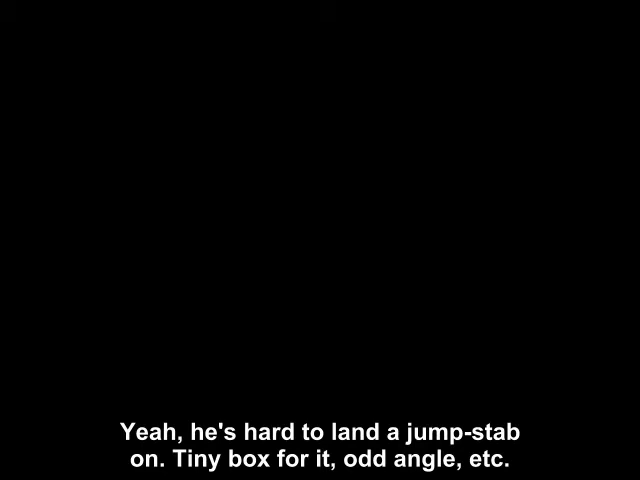 Yeah, he's hard to land a jump-stab
on. Tiny box for it, odd angle, etc.